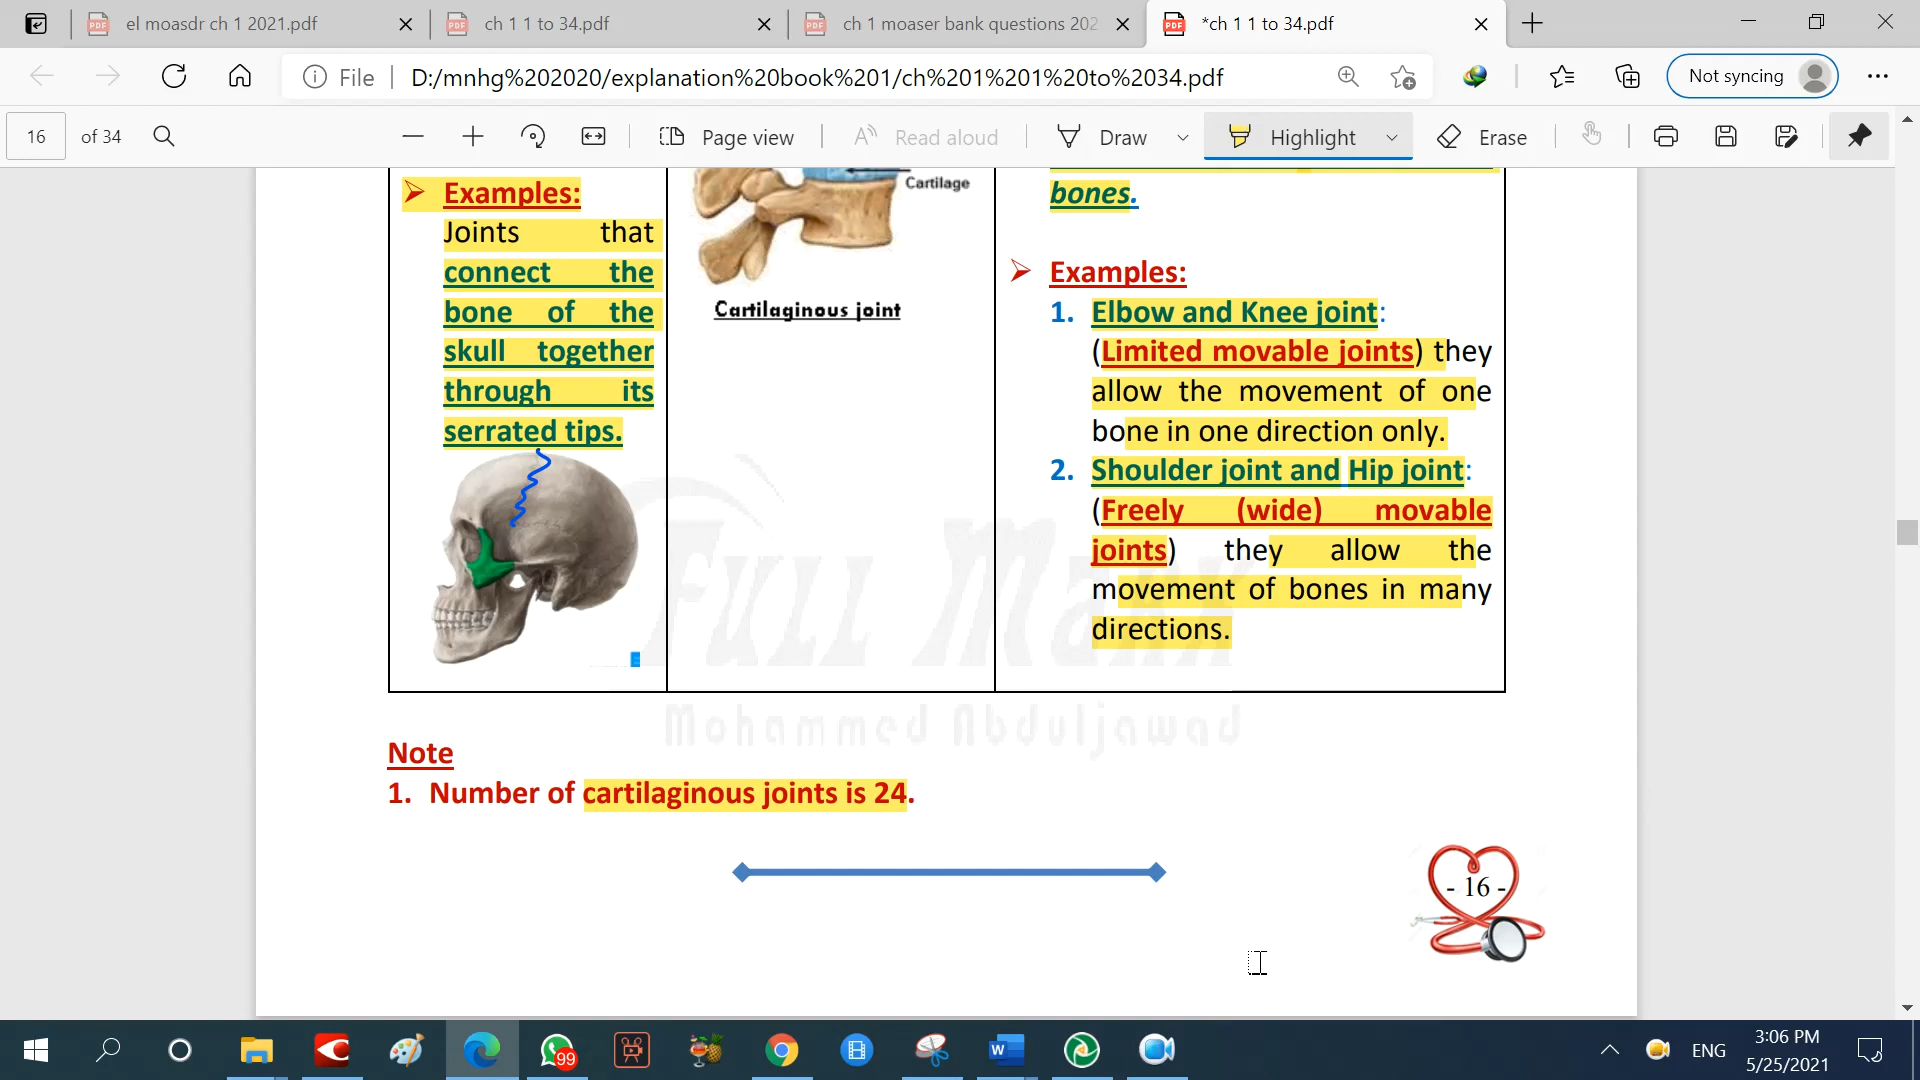 el moasdr ch 1 2021.pdf
ch 1 1 to 34.pdf
ch 1 moaser bank questions 202
*ch 1 1 to 34.pdf
File
D:/mnhg%202020/explanation%20book%201/ch%201%201%20to%2034.pdf
Not syncing
16 of 34
Page view
Read aloud
Draw
Highlight
Erase
Examples:
Joints that
connect the
bone of the
skull together
through its
serrated tips.
Cartilage
Cartilaginous joint
bones.
Examples:
1. Elbow and Knee joint:
(Limited movable joints) they
allow the movement of one
bone in one direction only.
2. Shoulder joint and Hip joint:
(Freely (wide) movable
joints) they allow the
movement of bones in many
directions.
Full Mark
Mohammed Abduljawad
Note
1. Number of cartilaginous joints is 24.
- 16 -
99
ENG
3:06 PM
5/25/2021